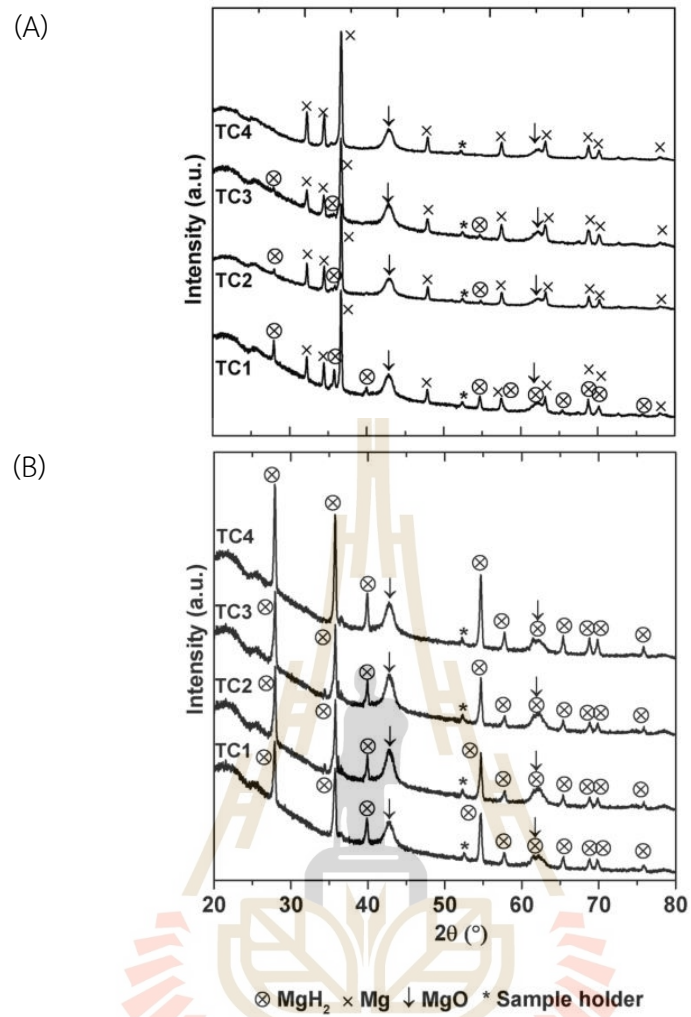 (A)
TC4
TC3
TC2
TC1
Intensity (a.u.)
(B)
TC4
TC3
TC2
TC1
Intensity (a.u.)
20 30 40 50 60 70 80
2θ (°)
⊗ MgH₂ × Mg ↓ MgO * Sample holder